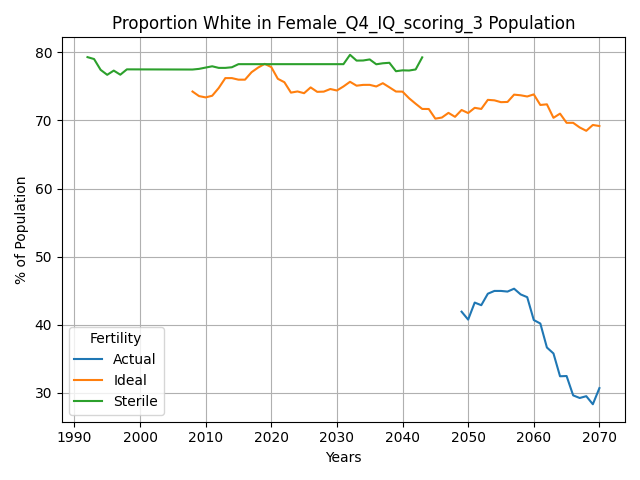 Proportion White in Female_Q4_IQ_scoring_3 Population
% of Population
80
70
60
50
40
30
Fertility
Actual
Ideal
Sterile
1990 2000 2010 2020 2030 2040 2050 2060 2070
Years